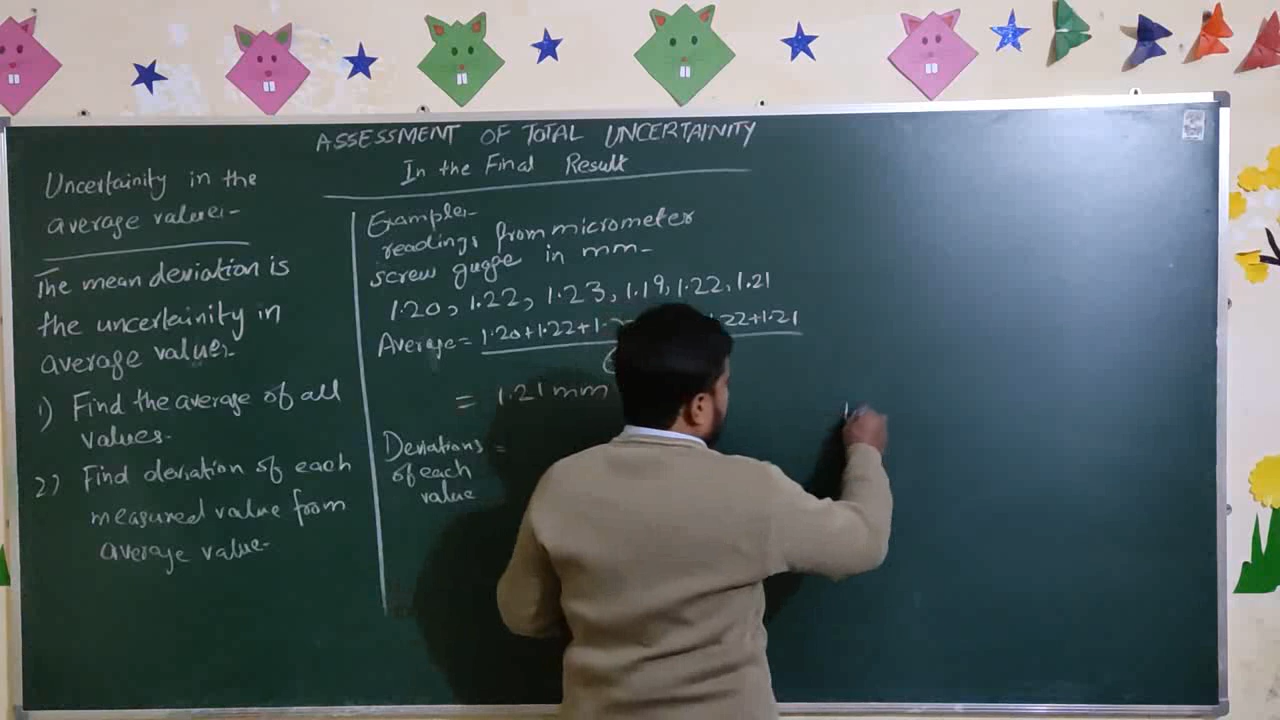 ASSESSMENT OF TOTAL UNCERTAINITY
In the Final Result
Uncertainity in the
average value:-
The mean deviation is
the uncertainity in
average value.
1) Find the average of all
values.
2) Find deviation of each
measured value from
average value.
Example:-
readings from micrometer
screw guage in mm.
1.20, 1.22, 1.23, 1.19, 1.22, 1.21
Average = 1.20+1.22+1. .22+1.21
= 1.21 mm
Deviations =
of each
value